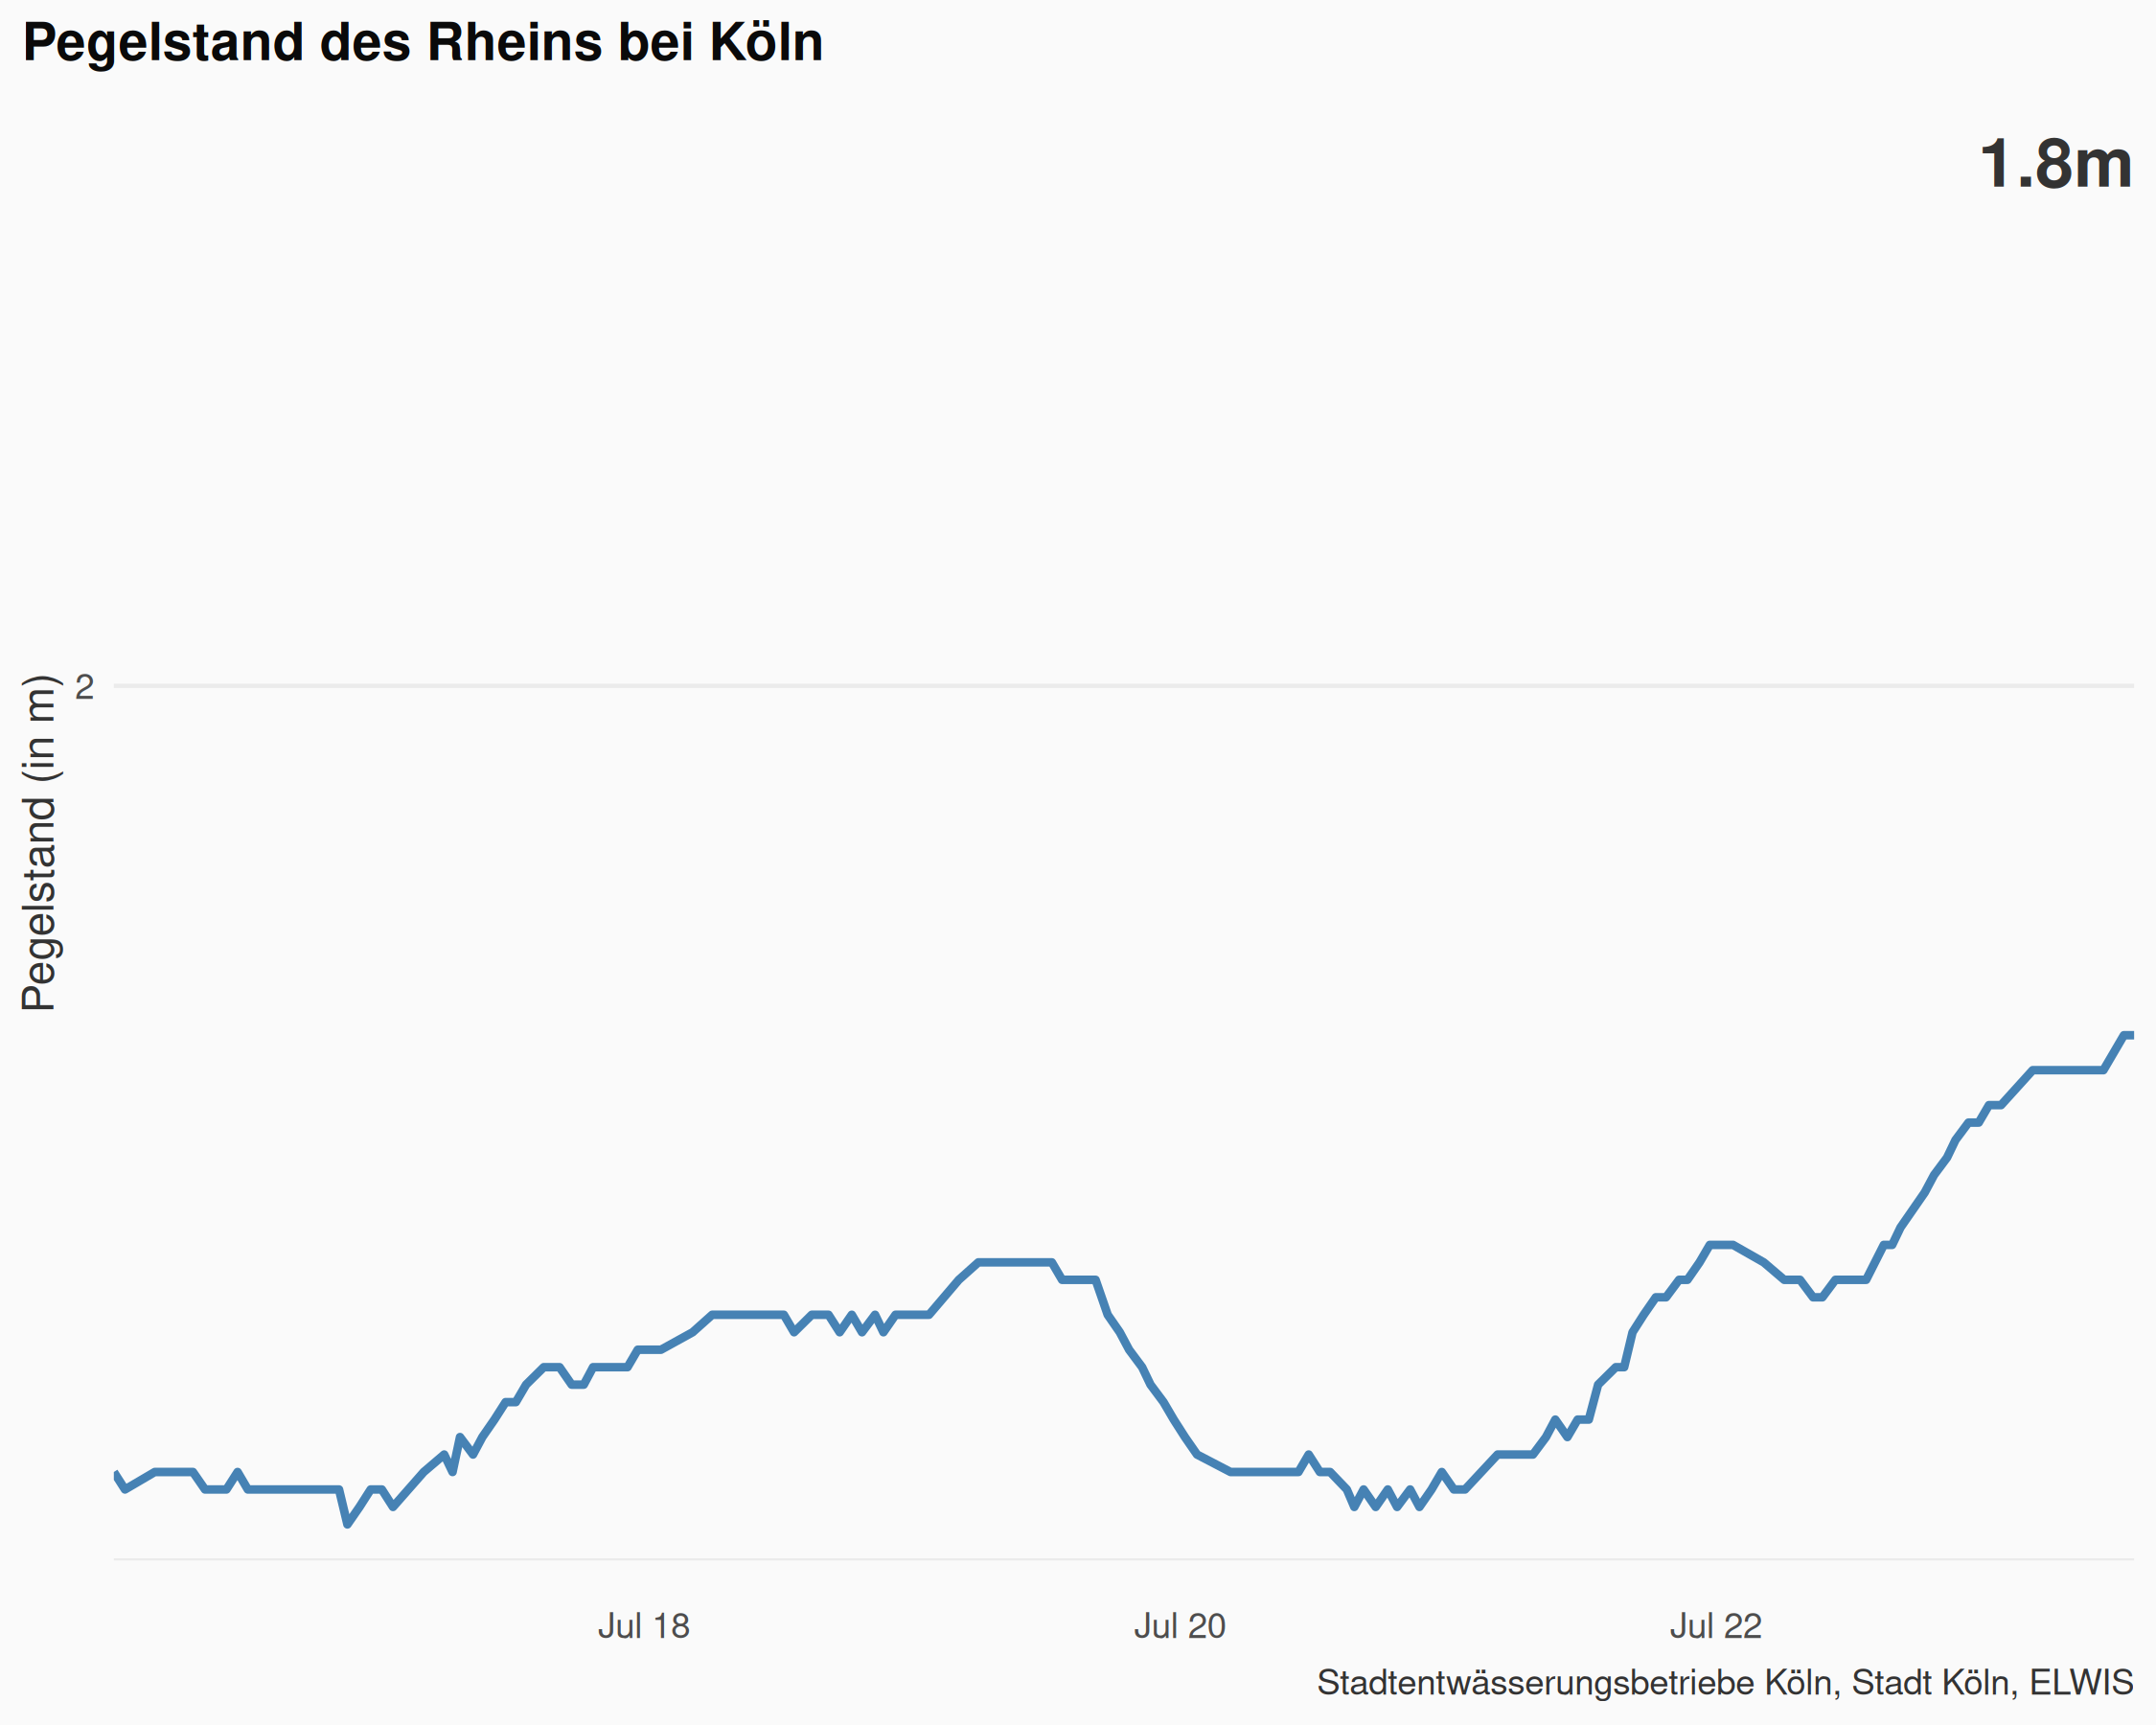 Pegelstand des Rheins bei Köln
1.8m
Pegelstand (in m)
2
Jul 18
Jul 20
Jul 22
Stadtentwässerungsbetriebe Köln, Stadt Köln, ELWIS